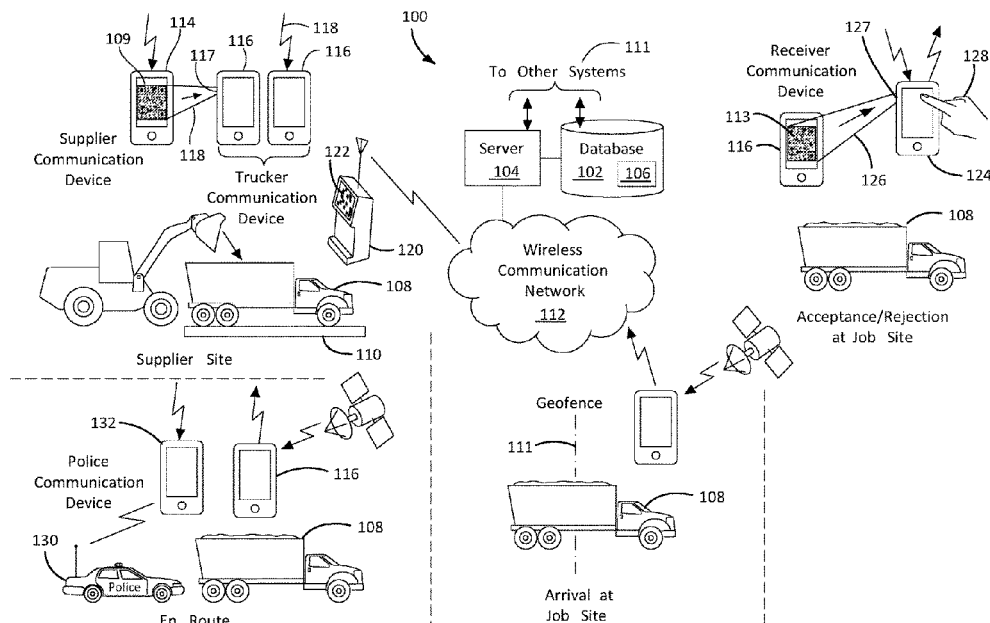 109
114
118
117
116
118
116
Supplier
Communication
Device
118
Trucker
Communication
Device
122
120
108
110
Supplier Site
100
111
To Other Systems
Server
104
Database
102
106
Wireless
Communication
Network
112
Receiver
Communication
Device
127
128
113
116
126
124
108
Acceptance/Rejection
at Job Site
132
Police
Communication
Device
116
130
Police
108
En Route
Geofence
111
108
Arrival at
Job Site